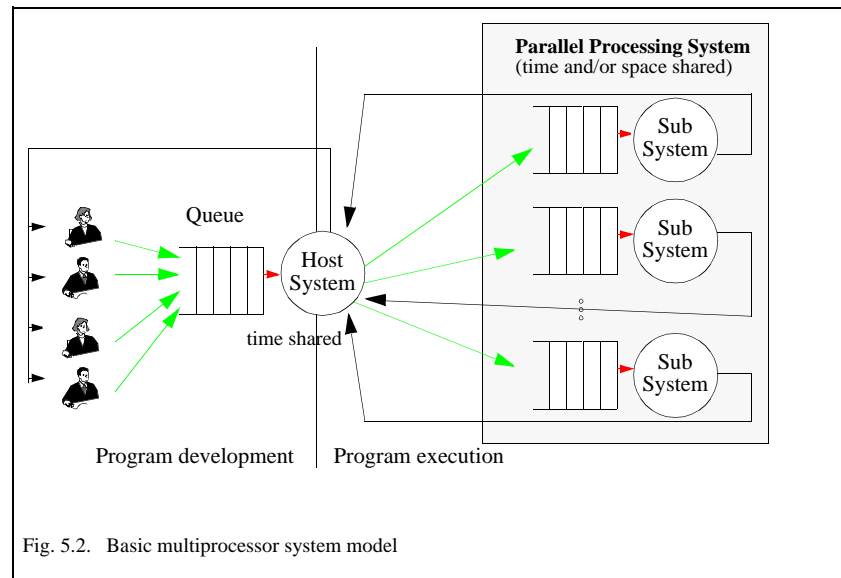 Parallel Processing System
(time and/or space shared)
Sub
System
Queue
Sub
System
Host
System
time shared
Sub
System
Program development
Program execution
Fig. 5.2. Basic multiprocessor system model